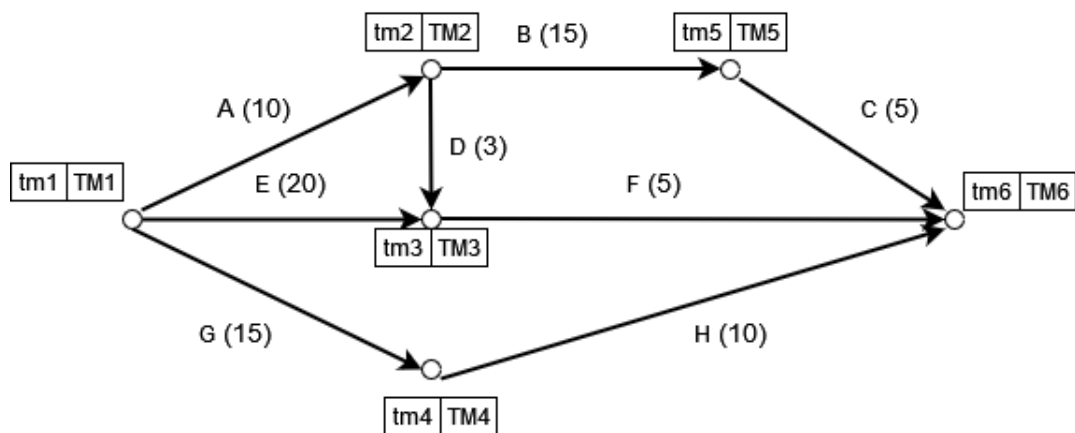 tm2 TM2
B (15)
tm5 TM5
A (10)
C (5)
D (3)
tm1 TM1
E (20)
F (5)
tm6 TM6
tm3 TM3
G (15)
H (10)
tm4 TM4